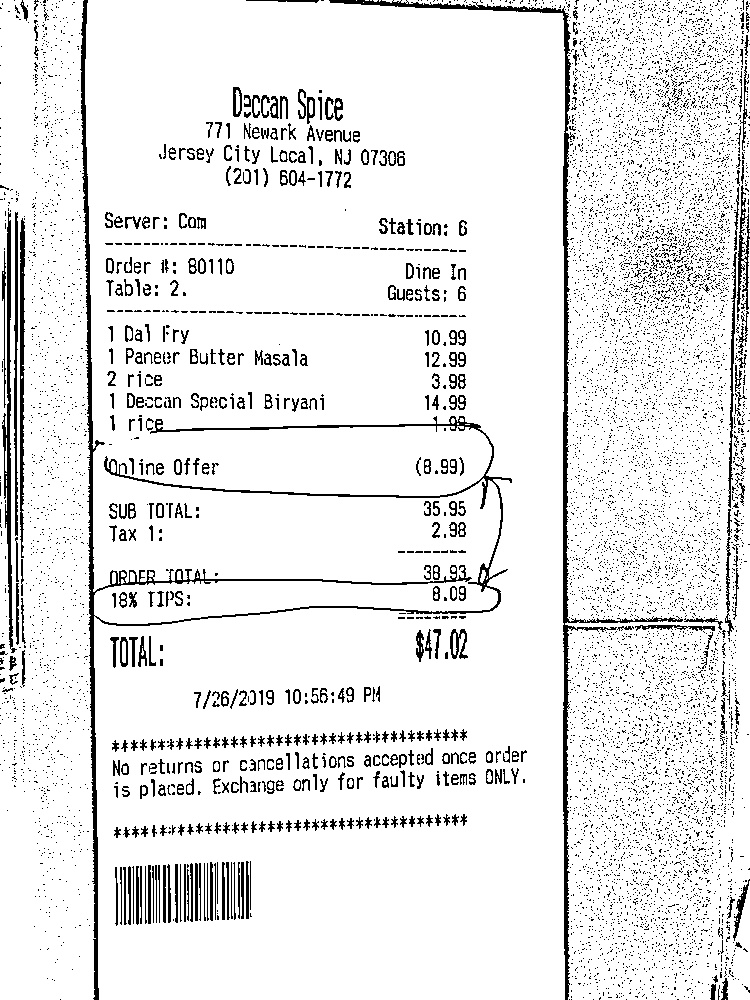 Deccan Spice
771 Newark Avenue
Jersey City Local, NJ 07306
(201) 604-1772
Server: Com Station: 6
Order #: 80110 Dine In
Table: 2. Guests: 6
1 Dal Fry 10.99
1 Paneer Butter Masala 12.99
2 rice 3.98
1 Deccan Special Biryani 14.99
1 rice 1.99
Online Offer (8.99)
SUB TOTAL: 35.95
Tax 1: 2.98
ORDER TOTAL: 38.93
18% TIPS: 8.09
TOTAL: $47.02
7/26/2019 10:56:49 PM
***************************************
No returns or cancellations accepted once order
is placed. Exchange only for faulty items ONLY.
***************************************